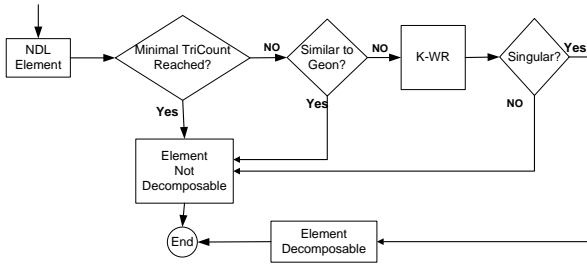 NDL
Element
Minimal TriCount
Reached?
NO
Similar to
Geon?
NO
K-WR
Singular?
Yes
Yes
Yes
NO
Element
Not
Decomposable
End
Element
Decomposable